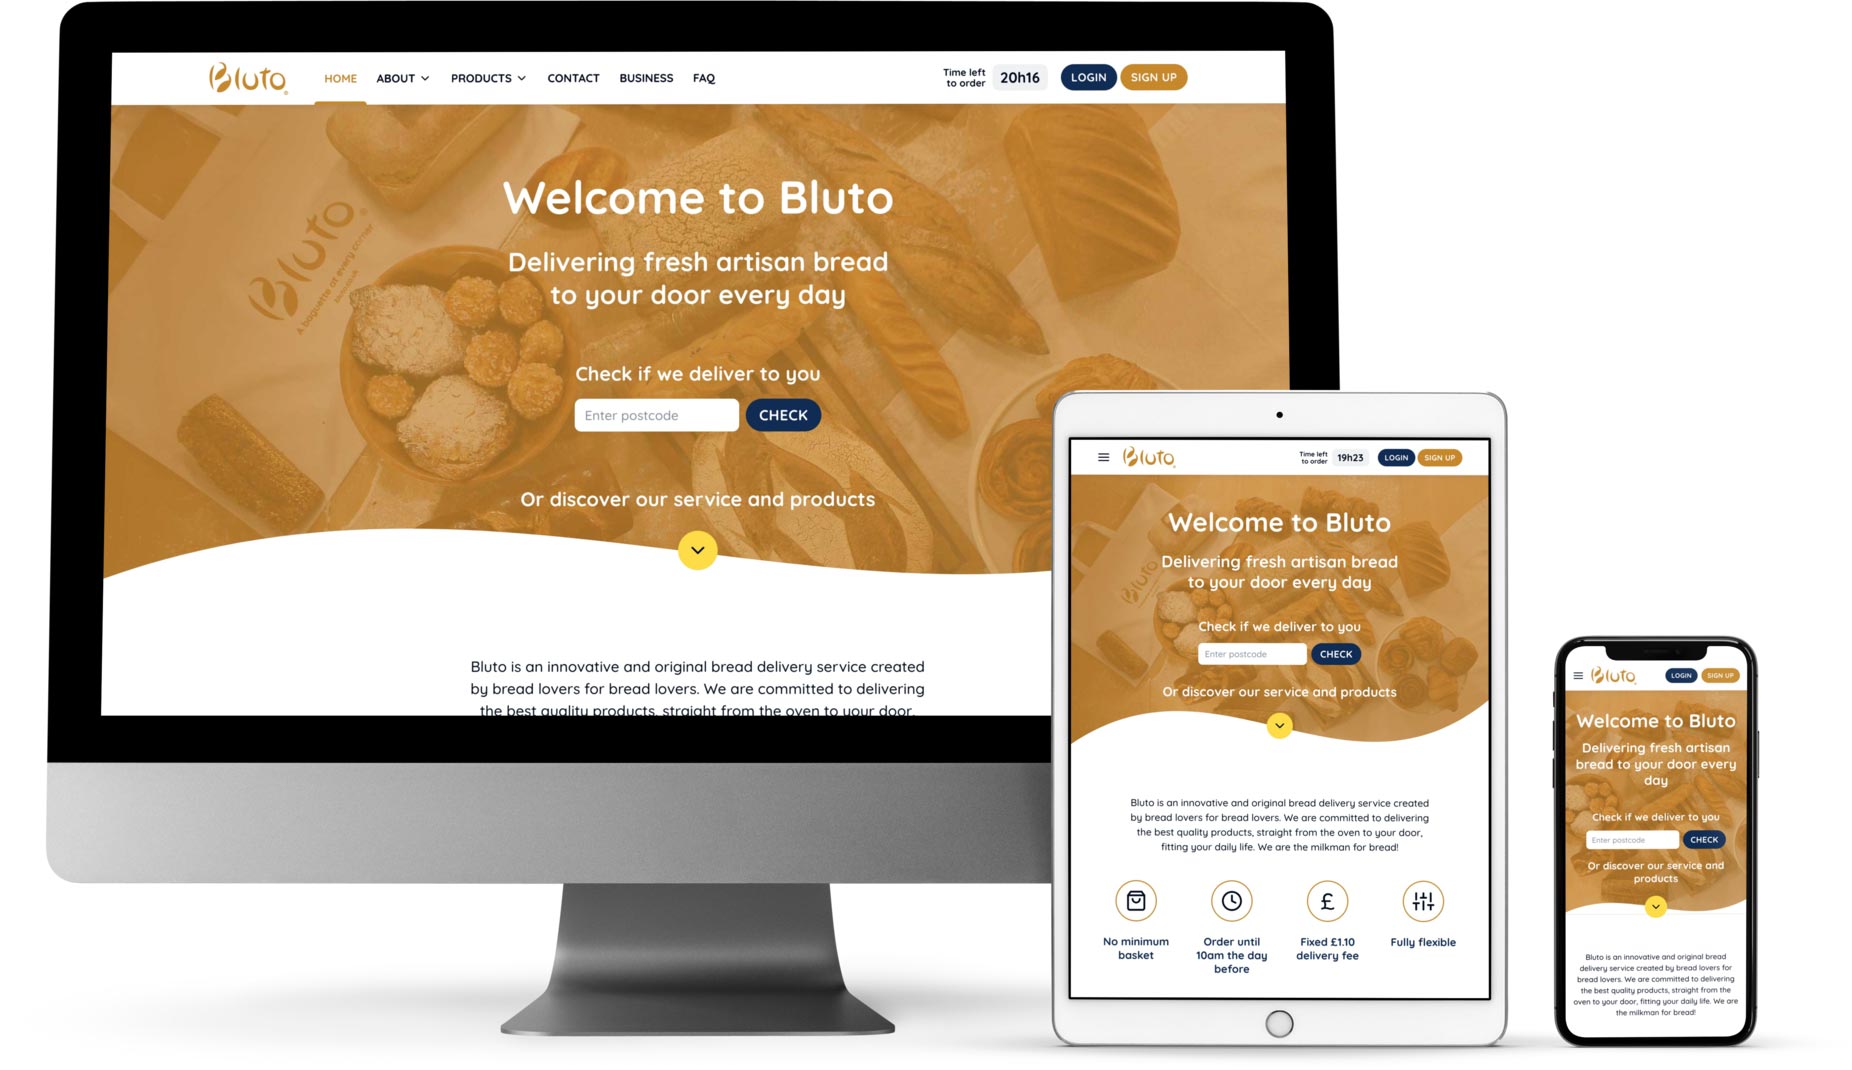 Bluto
HOME ABOUT PRODUCTS CONTACT BUSINESS FAQ
Time left
to order
20h16
LOGIN
SIGN UP
Bluto
A baguette at every corner
Welcome to Bluto
Delivering fresh artisan bread
to your door every day
Check if we deliver to you
Enter postcode
CHECK
Or discover our service and products
Bluto is an innovative and original bread delivery service created
by bread lovers for bread lovers. We are committed to delivering
the best quality products, straight from the oven to your door,
Bluto
Time left
to order
19h23
LOGIN
SIGN UP
Welcome to Bluto
Delivering fresh artisan bread
to your door every day
Bluto
Check if we deliver to you
Enter postcode
CHECK
Or discover our service and products
Bluto is an innovative and original bread delivery service created
by bread lovers for bread lovers. We are committed to delivering
the best quality products, straight from the oven to your door,
fitting your daily life. We are the milkman for bread!
£
No minimum
basket
Order until
10am the day
before
Fixed £1.10
delivery fee
Fully flexible
Bluto
LOGIN
SIGN UP
Welcome to Bluto
Delivering fresh artisan
bread to your door every
day
Check if we deliver to you
Enter postcode
CHECK
Or discover our service and
products
Bluto is an innovative and original bread
delivery service created by bread lovers for
bread lovers. We are committed to delivering
the best quality products, straight from the
oven to your door, fitting your daily life. We are
the milkman for bread!